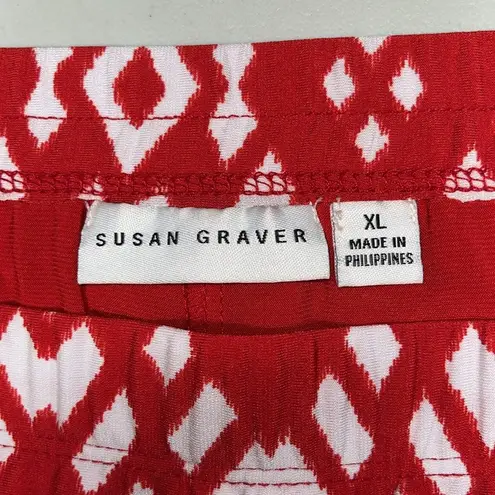 SUSAN GRAVER
XL
MADE IN
PHILIPPINES